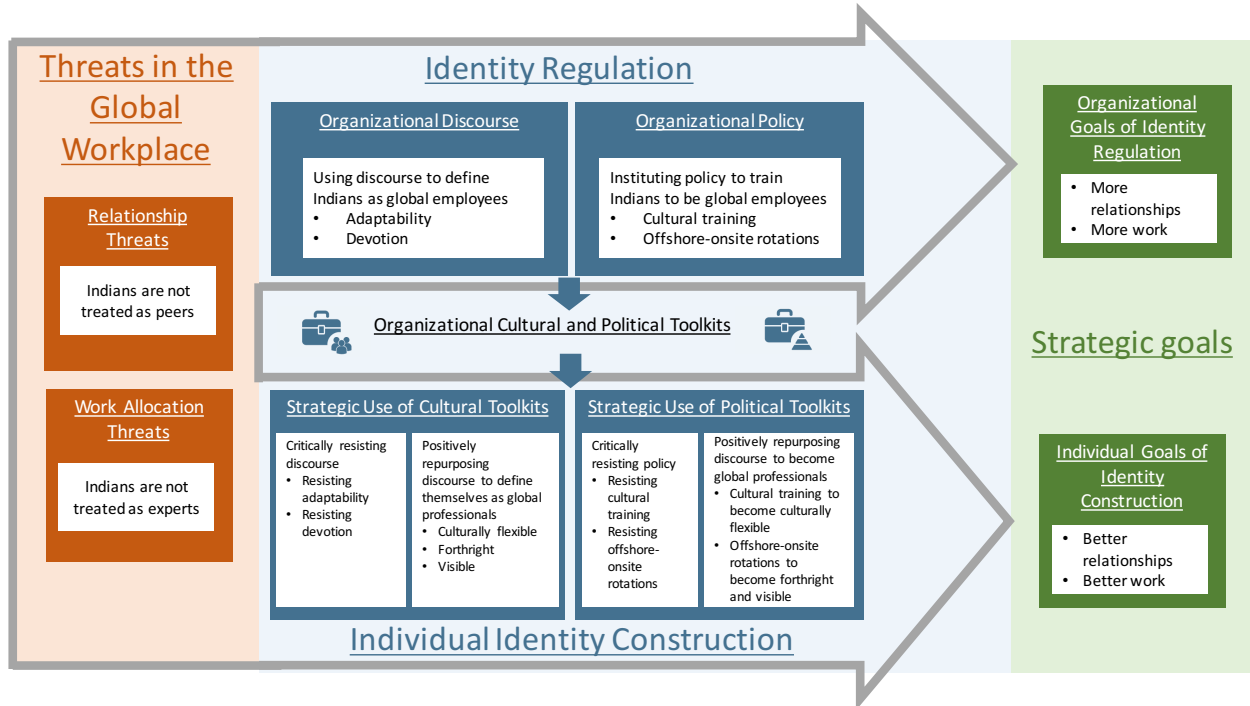 Threats in the
Global
Workplace
Relationship
Threats
Indians are not
treated as peers
Work Allocation
Threats
Indians are not
treated as experts
Identity Regulation
Organizational Discourse
Using discourse to define
Indians as global employees
• Adaptability
• Devotion
Organizational Policy
Instituting policy to train
Indians to be global employees
• Cultural training
• Offshore-onsite rotations
Organizational Cultural and Political Toolkits
Strategic Use of Cultural Toolkits
Critically resisting
discourse
• Resisting
adaptability
• Resisting
devotion
Positively
repurposing
discourse to define
themselves as global
professionals
• Culturally flexible
• Forthright
• Visible
Strategic Use of Political Toolkits
Critically
resisting policy
• Resisting
cultural
training
• Resisting
offshore-
onsite
rotations
Positively repurposing
discourse to become
global professionals
• Cultural training to
become culturally
flexible
• Offshore-onsite
rotations to
become forthright
and visible
Individual Identity Construction
Organizational
Goals of Identity
Regulation
• More
relationships
• More work
Strategic goals
Individual Goals of
Identity
Construction
• Better
relationships
• Better work